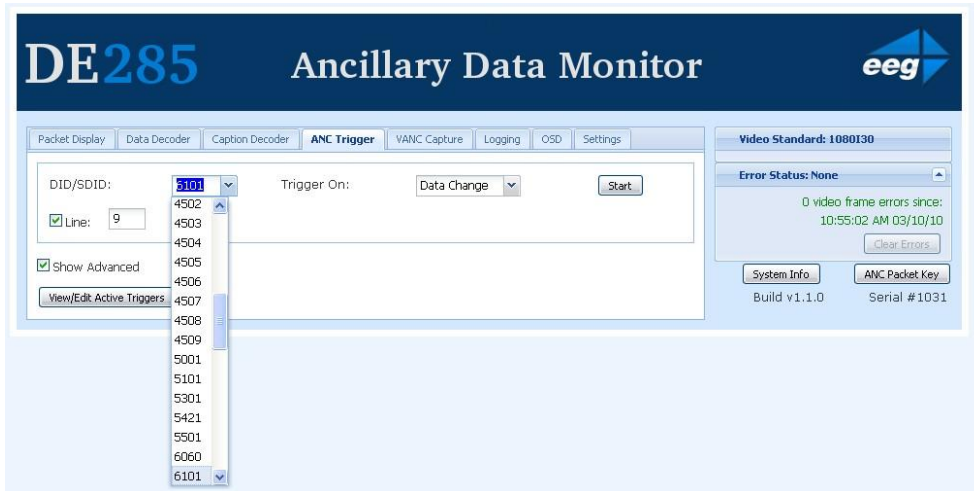 DE285 Ancillary Data Monitor eeg
Packet Display Data Decoder Caption Decoder ANC Trigger VANC Capture Logging OSD Settings
DID/SDID: 6101 Trigger On: Data Change Start
Line: 9
Show Advanced
View/Edit Active Triggers
4502
4503
4504
4505
4506
4507
4508
4509
5001
5101
5301
5421
5501
6060
6101
Video Standard: 1080I30
Error Status: None
0 video frame errors since:
10:55:02 AM 03/10/10
Clear Errors
System Info ANC Packet Key
Build v1.1.0 Serial #1031